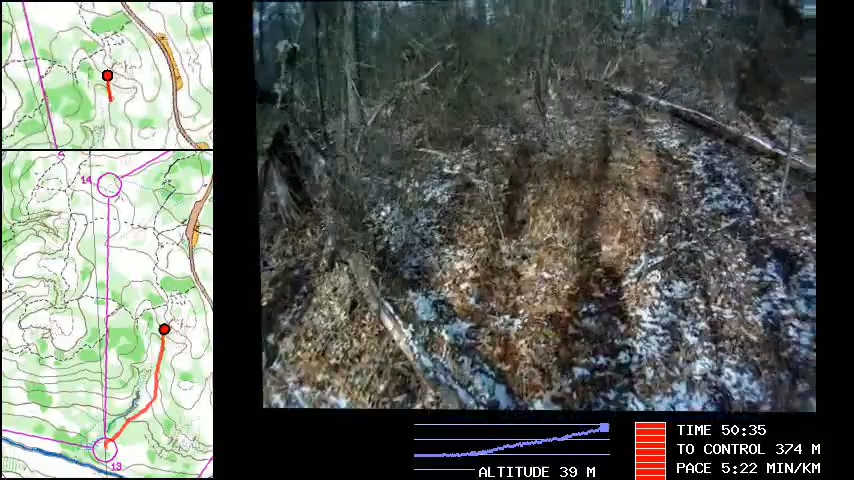 14
13
ALTITUDE 39 M
TIME 50:35
TO CONTROL 374 M
PACE 5:22 MIN/KM